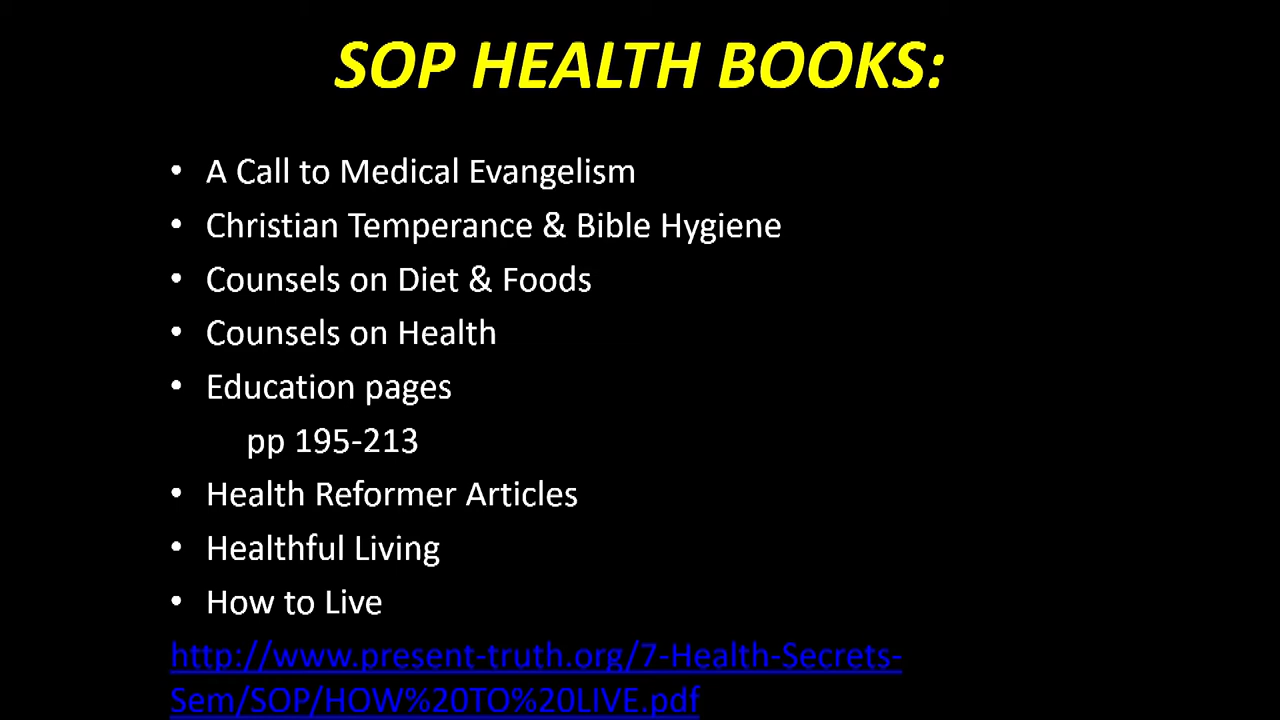 SOP HEALTH BOOKS:
• A Call to Medical Evangelism
• Christian Temperance & Bible Hygiene
• Counsels on Diet & Foods
• Counsels on Health
• Education pages
pp 195-213
• Health Reformer Articles
• Healthful Living
• How to Live
http://www.present-truth.org/7-Health-Secrets-
Sem/SOP/HOW%20TO%20LIVE.pdf